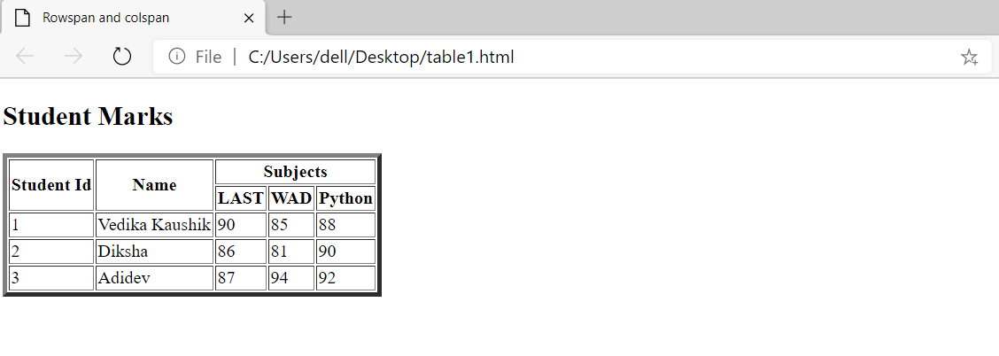 Rowspan and colspan
File | C:/Users/dell/Desktop/table1.html
Student Marks
Student Id Name Subjects
LAST WAD Python
1 Vedika Kaushik 90 85 88
2 Diksha 86 81 90
3 Adidev 87 94 92